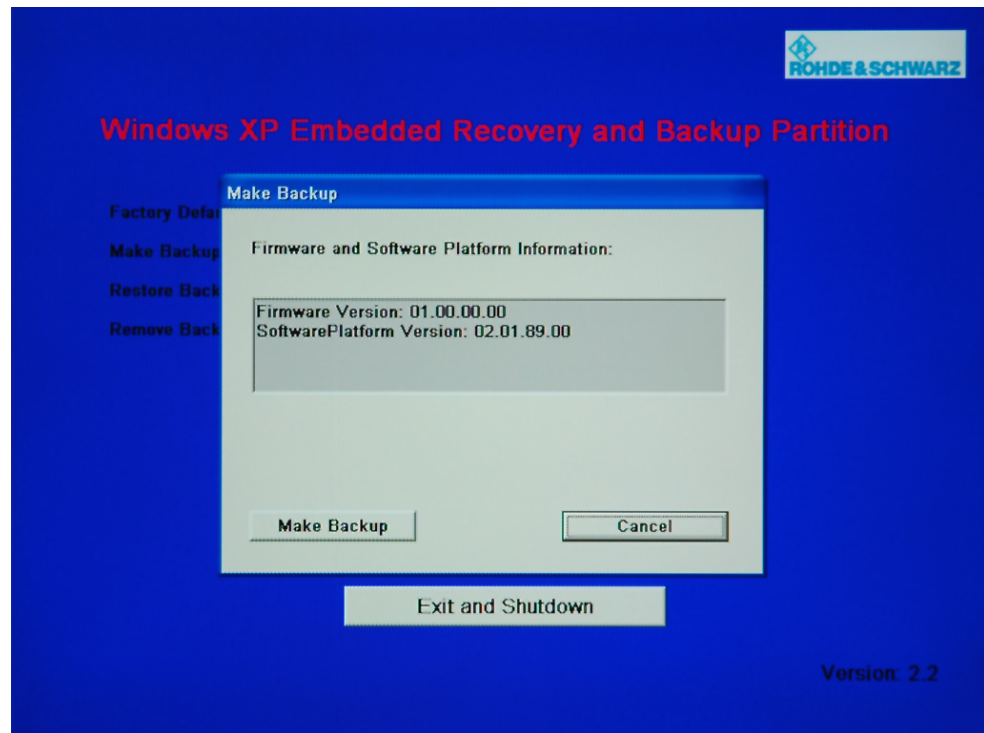 ROHDE & SCHWARZ
Windows XP Embedded Recovery and Backup Partition
Make Backup
Factory Defa
Make Backup
Restore Back
Remove Back
Firmware and Software Platform Information:
Firmware Version: 01.00.00.00
SoftwarePlatform Version: 02.01.89.00
Make Backup
Cancel
Exit and Shutdown
Version: 2.2